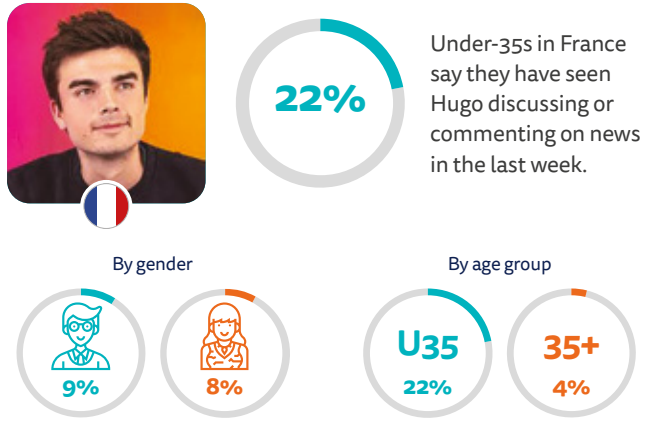 22%
Under-35s in France
say they have seen
Hugo discussing or
commenting on news
in the last week.
By gender
By age group
9%
8%
U35
22%
35+
4%